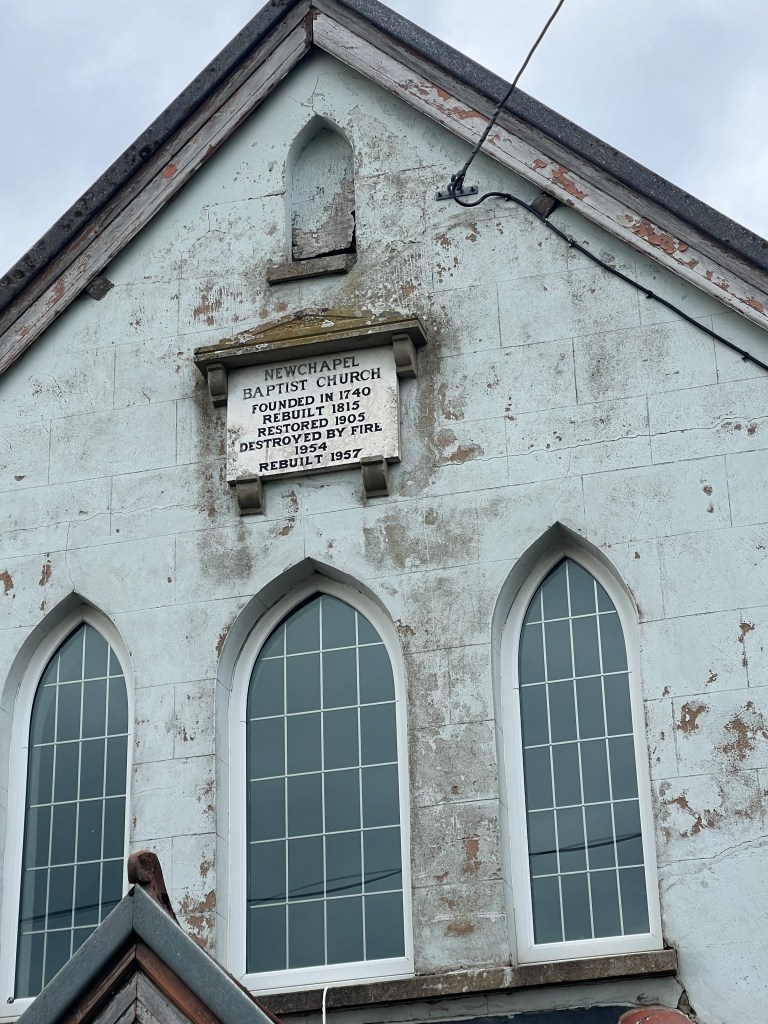 NEWCHAPEL
BAPTIST CHURCH
FOUNDED IN 1740
REBUILT 1815
RESTORED 1905
DESTROYED BY FIRE
1954
REBUILT 1957